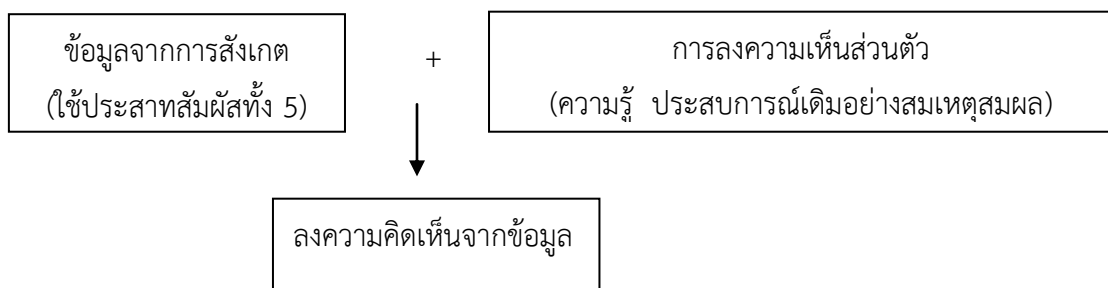 ข้อมูลจากการสังเกต
(ใช้ประสาทสัมผัสทั้ง 5)
+
การลงความเห็นส่วนตัว
(ความรู้ ประสบการณ์เดิมอย่างสมเหตุสมผล)
ลงความคิดเห็นจากข้อมูล